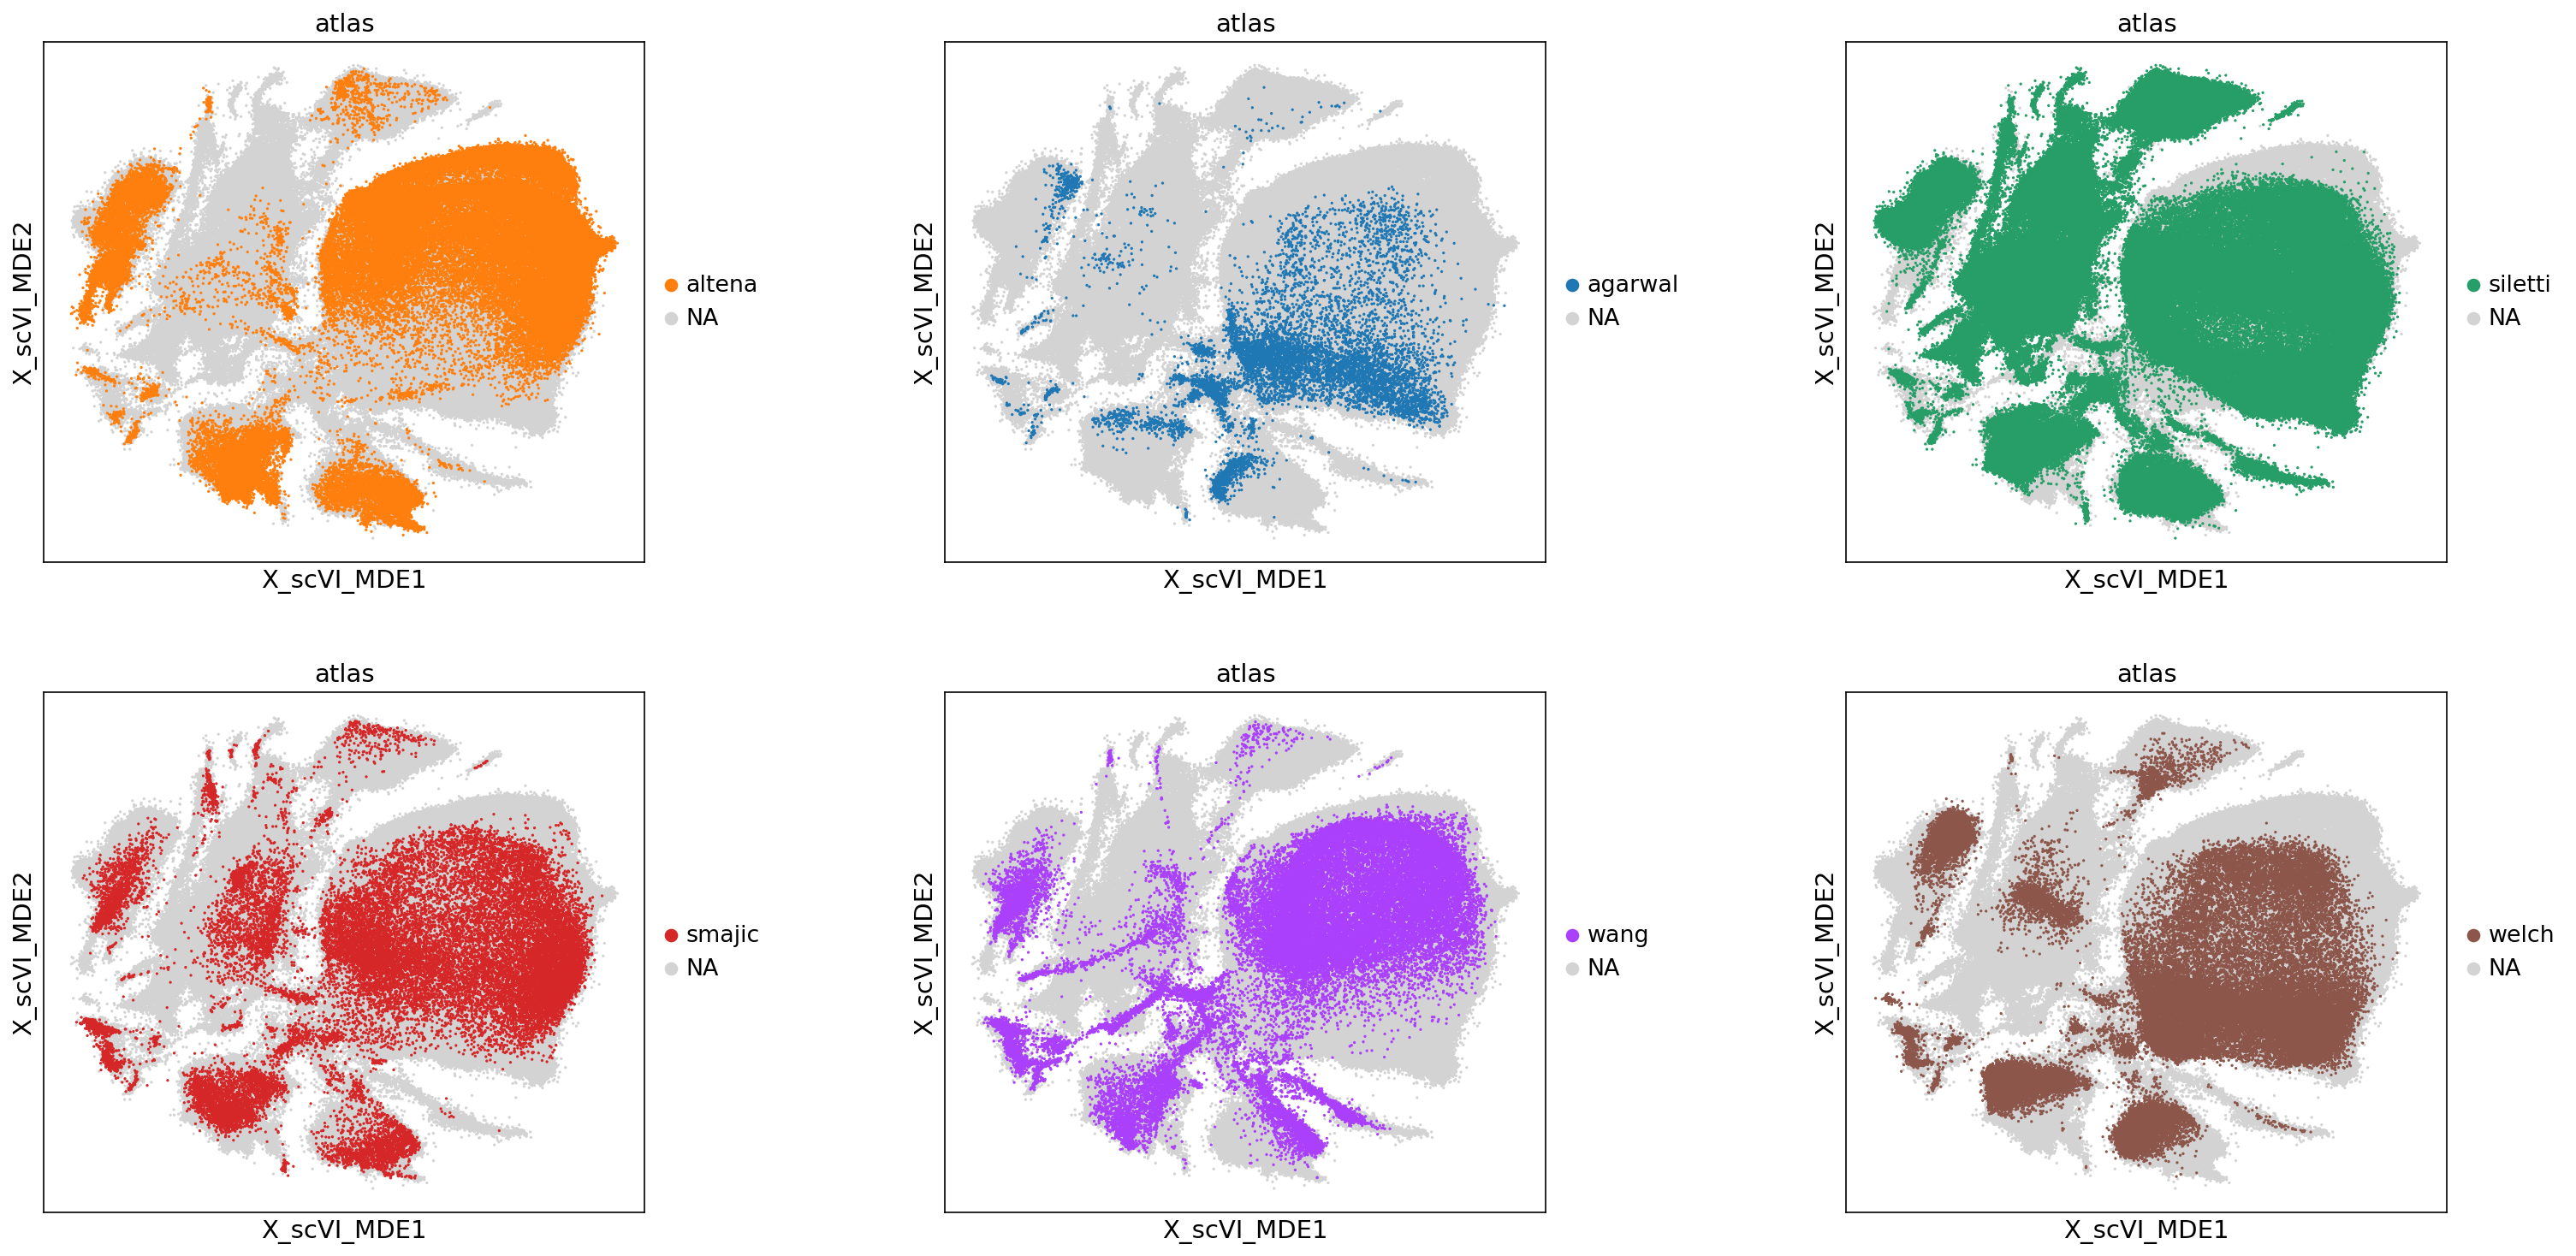 atlas
X_scVI_MDE2
X_scVI_MDE1
altena
NA
atlas
X_scVI_MDE2
X_scVI_MDE1
agarwal
NA
atlas
X_scVI_MDE2
X_scVI_MDE1
siletti
NA
atlas
X_scVI_MDE2
X_scVI_MDE1
smajic
NA
atlas
X_scVI_MDE2
X_scVI_MDE1
wang
NA
atlas
X_scVI_MDE2
X_scVI_MDE1
welch
NA